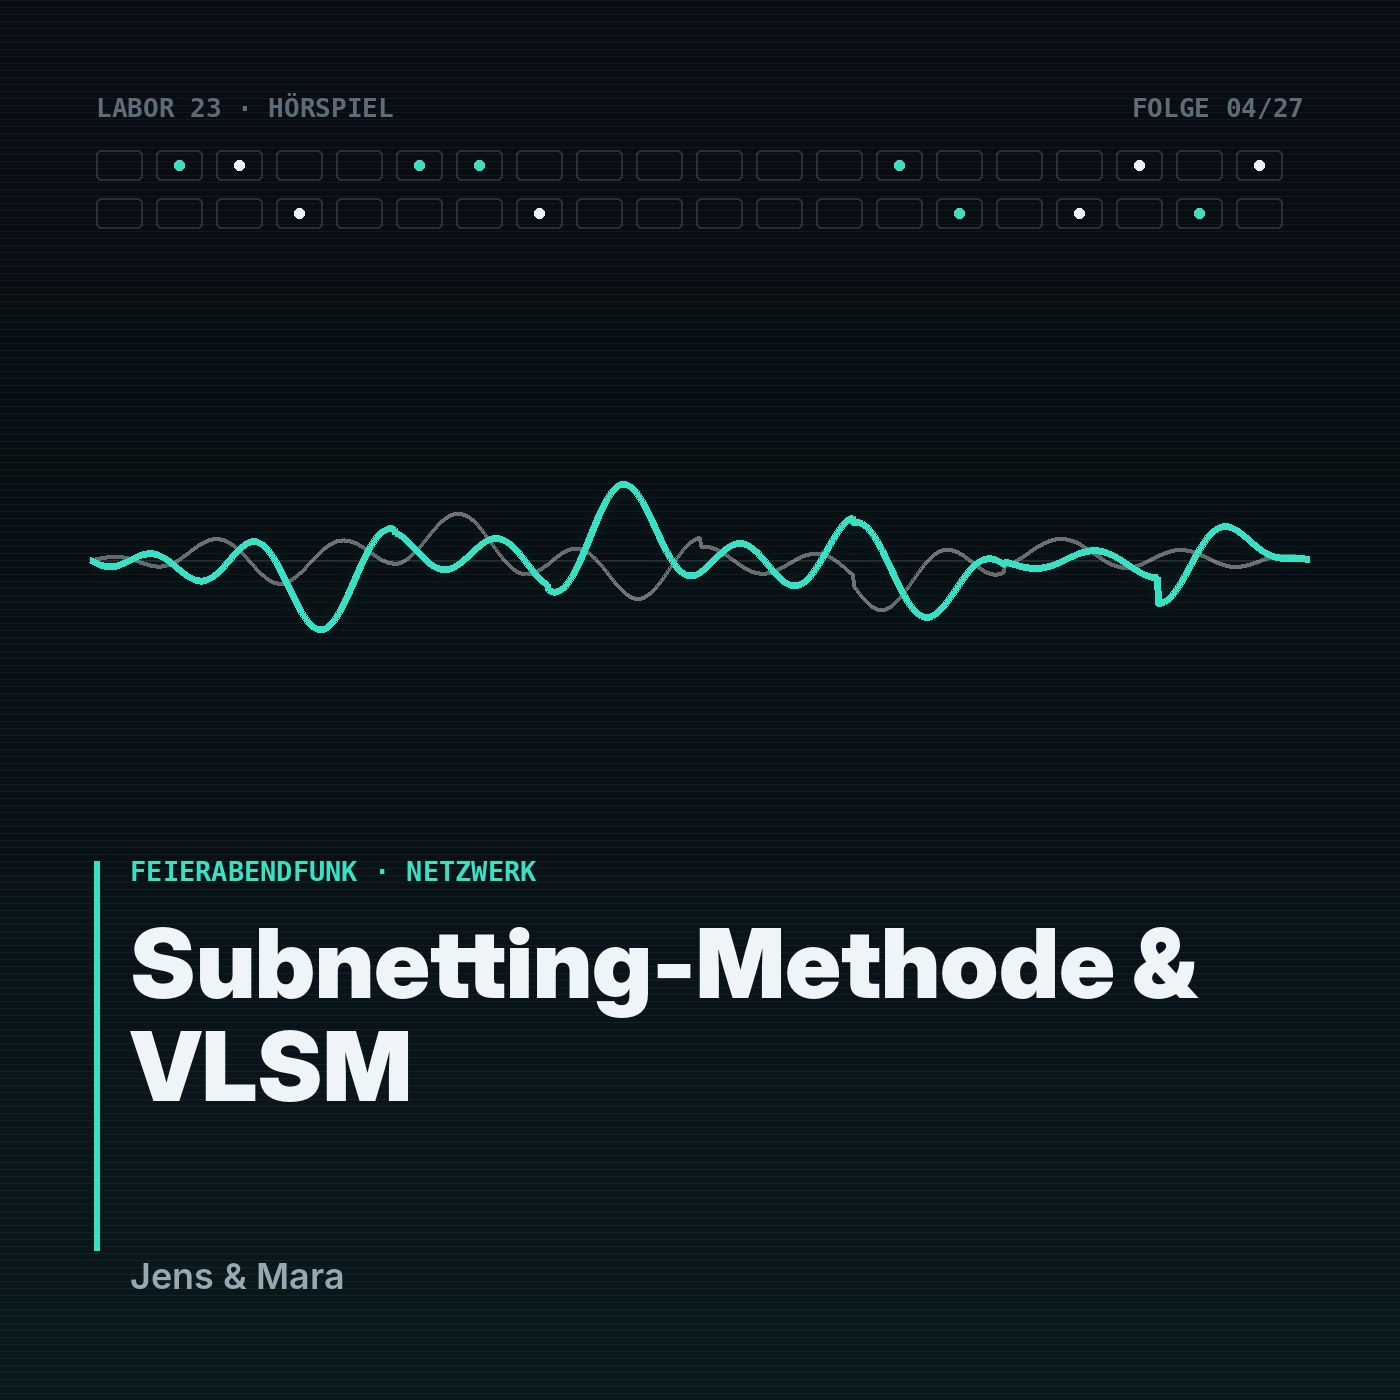 LABOR 23 · HÖRSPIEL
FOLGE 04/27
FEIERABENDFUNK · NETZWERK
Subnetting-Methode &
VLSM
Jens & Mara